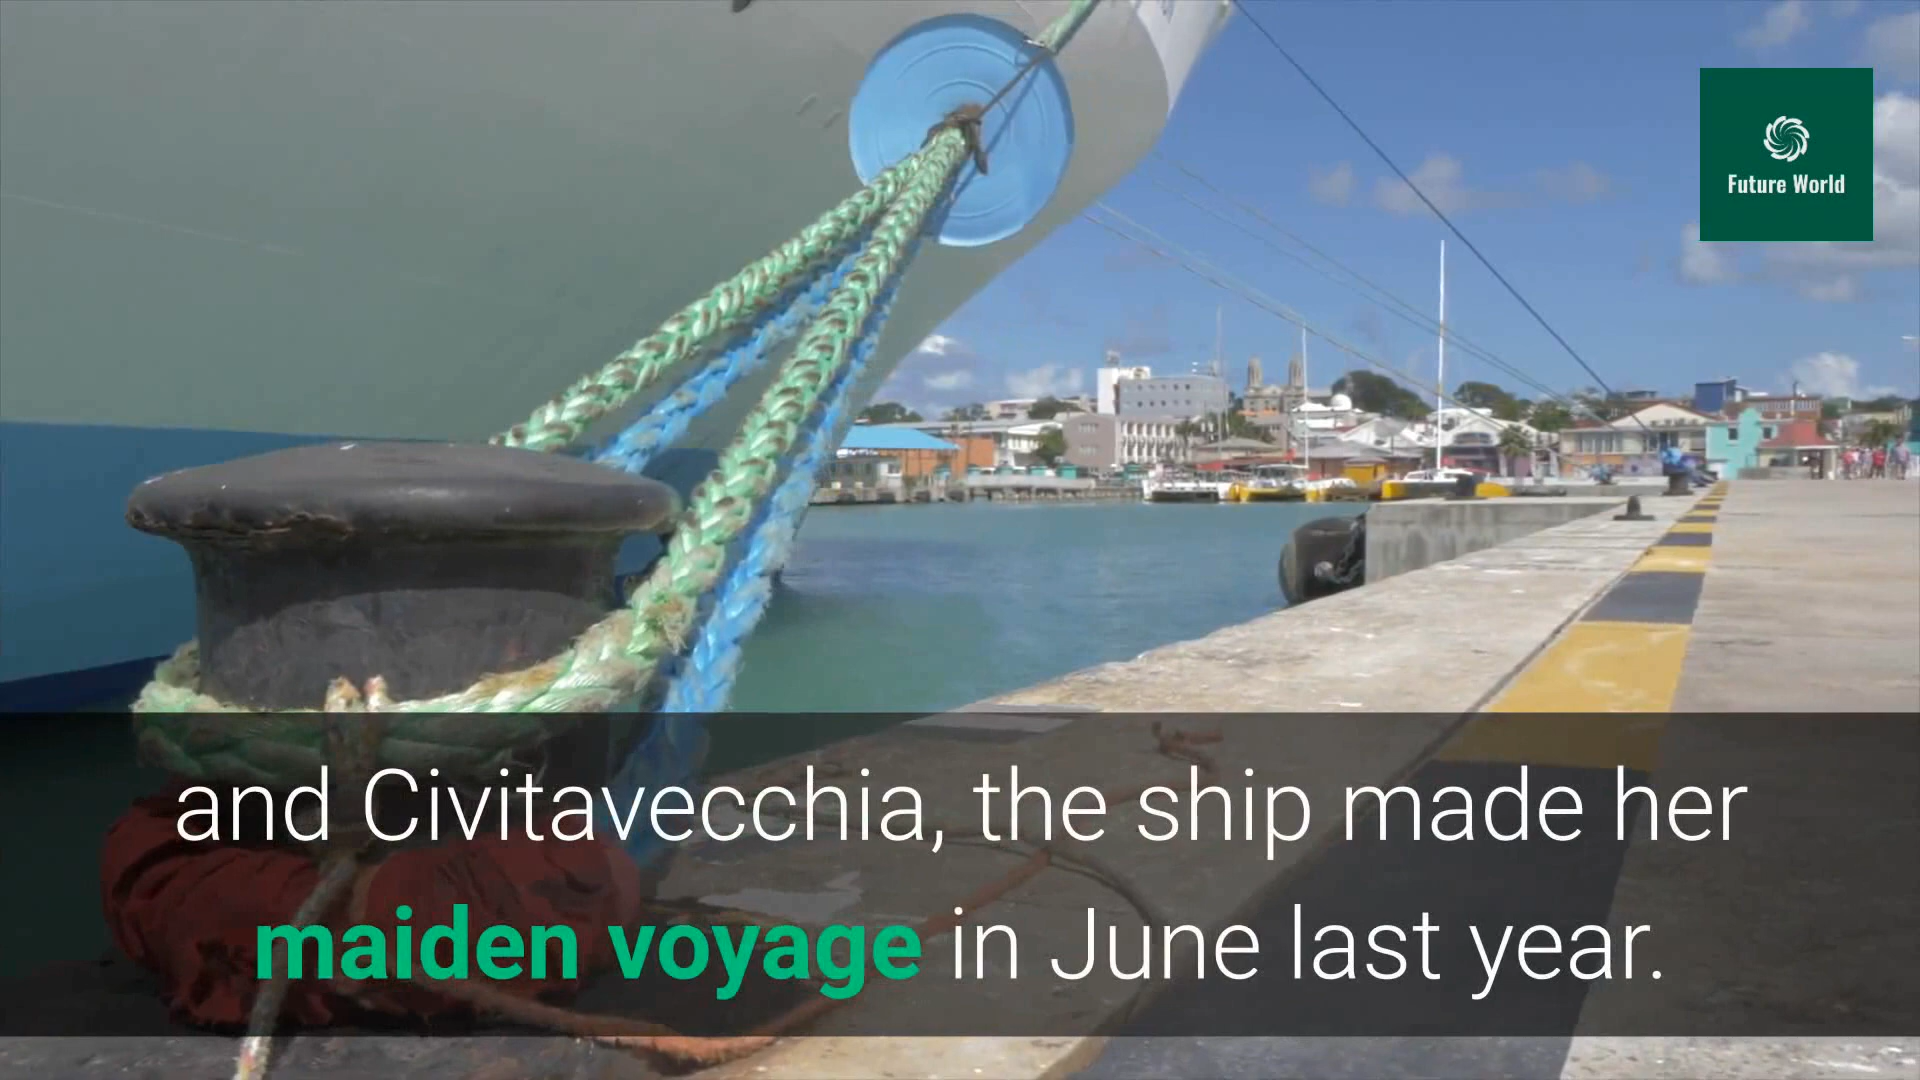 Future World
and Civitavecchia, the ship made her
maiden voyage in June last year.